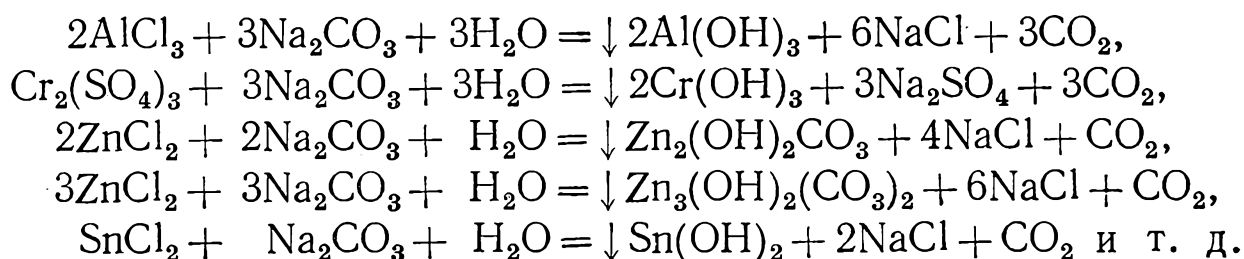 2AlCl₃ + 3Na₂CO₃ + 3H₂O = ↓ 2Al(OH)₃ + 6NaCl + 3CO₂,
Cr₂(SO₄)₃ + 3Na₂CO₃ + 3H₂O = ↓ 2Cr(OH)₃ + 3Na₂SO₄ + 3CO₂,
2ZnCl₂ + 2Na₂CO₃ + H₂O = ↓ Zn₂(OH)₂CO₃ + 4NaCl + CO₂,
3ZnCl₂ + 3Na₂CO₃ + H₂O = ↓ Zn₃(OH)₂(CO₃)₂ + 6NaCl + CO₂,
SnCl₂ + Na₂CO₃ + H₂O = ↓ Sn(OH)₂ + 2NaCl + CO₂ и т. д.